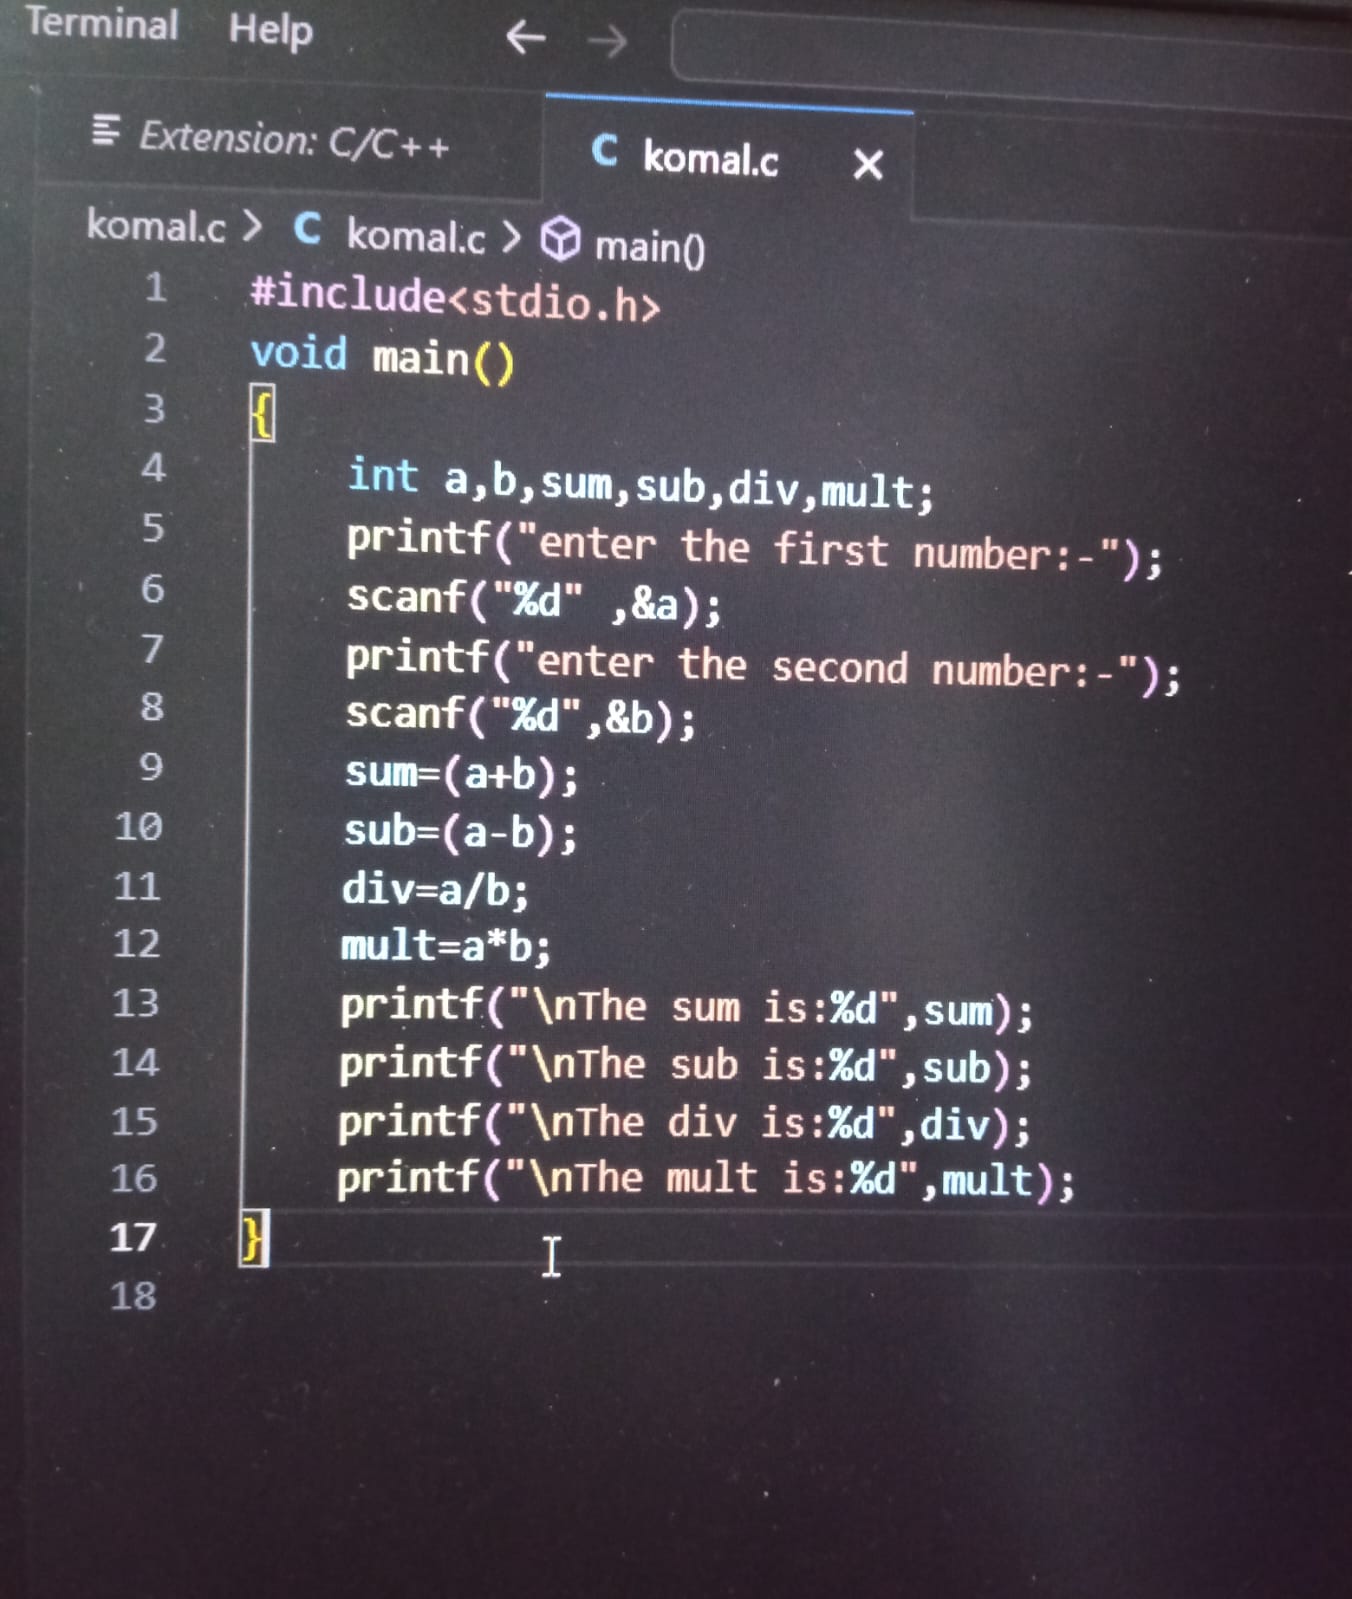 Terminal Help
Extension: C/C++ C komal.c
komal.c > C komal.c > main()
1 #include<stdio.h>
2 void main()
3 {
4 int a,b,sum,sub,div,mult;
5 printf("enter the first number:-");
6 scanf("%d" ,&a);
7 printf("enter the second number:-");
8 scanf("%d",&b);
9 sum=(a+b);
10 sub=(a-b);
11 div=a/b;
12 mult=a*b;
13 printf("\nThe sum is:%d",sum);
14 printf("\nThe sub is:%d",sub);
15 printf("\nThe div is:%d",div);
16 printf("\nThe mult is:%d",mult);
17 }
18